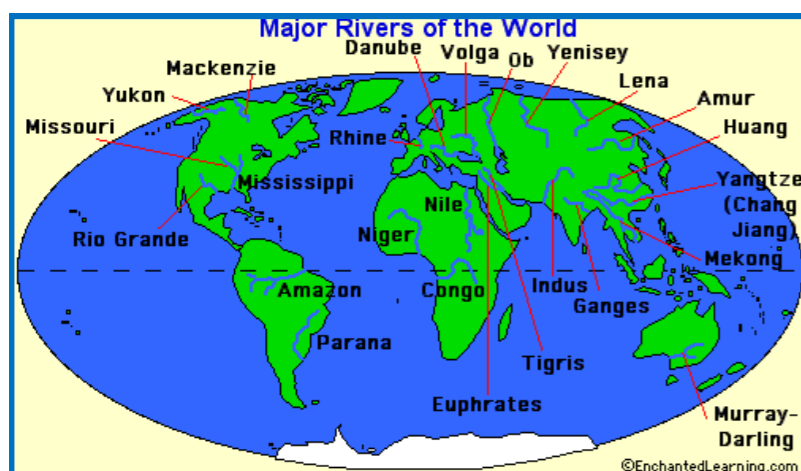 Major Rivers of the World
Danube
Volga
Ob
Yenisey
Mackenzie
Lena
Yukon
Amur
Missouri
Rhine
Huang
Mississippi
Yangtze
(Chang
Jiang)
Nile
Rio Grande
Niger
Mekong
Amazon
Congo
Indus
Ganges
Parana
Tigris
Euphrates
Murray-
Darling
©EnchantedLearning.com